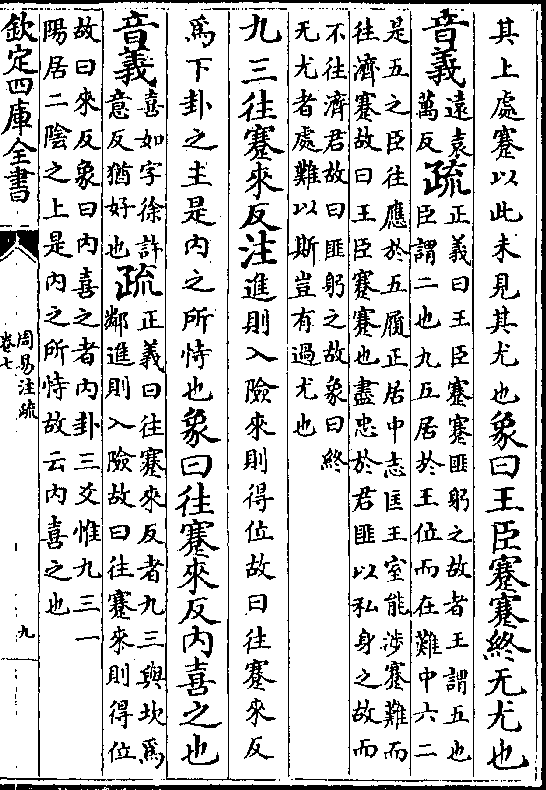 其上處蹇以此未見其尤也象曰王臣蹇蹇終无尤也
音義遠袁
萬反疏正義曰王臣蹇蹇匪躬之故者王謂五也
臣謂二也九五居於王位而在難中六二
是五之臣往應於五履正居中志匡王室能涉蹇難而
往濟蹇故曰王臣蹇蹇也盡忠於君匪以私身之故而
不往濟君故曰匪躬之故象曰終
无尤者處難以斯豈有過尤也
九三往蹇來反注進則入險來則得位故曰往蹇來反
為下卦之主是内之所恃也象曰往蹇來反内喜之也
音義喜如字徐許
意反猶好也疏正義曰往蹇來反者九三與坎為
鄰進則入險故曰往蹇來則得位
故曰來反象曰内喜之者内卦三爻惟九三一
陽居二陰之上是内之所恃故云内喜之也
欽定四庫全書
周易注疏
卷七
九